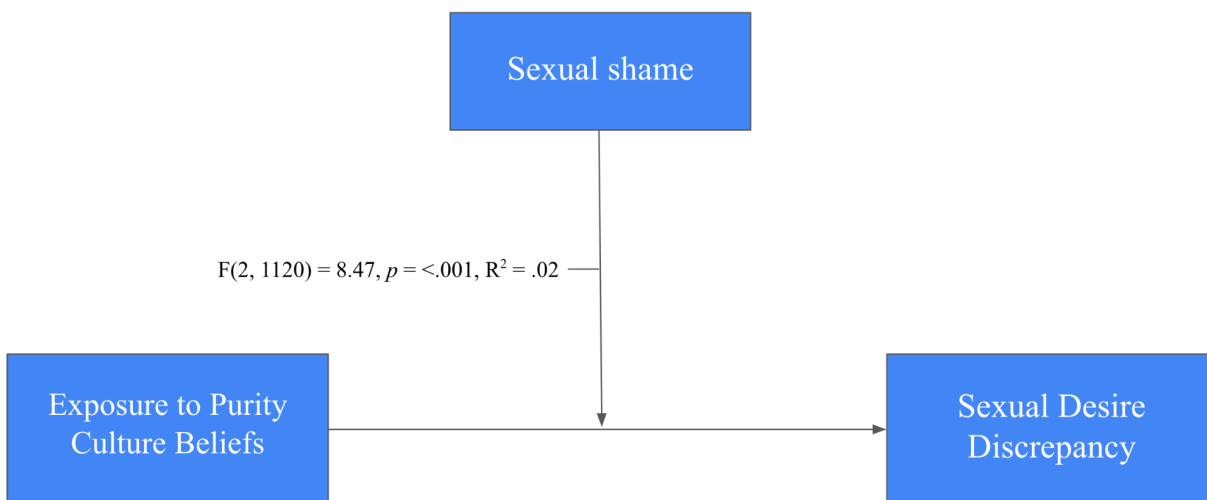 Sexual shame
F(2, 1120) = 8.47, p = <.001, R² = .02
Exposure to Purity
Culture Beliefs
Sexual Desire
Discrepancy